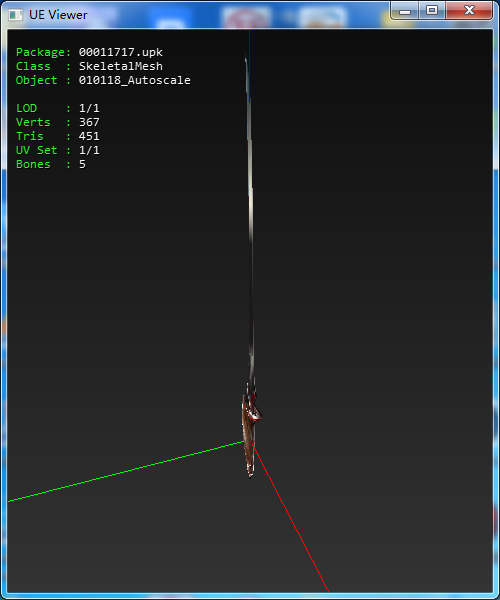 UE Viewer
Package: 00011717.upk
Class : SkeletalMesh
Object : 010118_Autoscale
LOD : 1/1
Verts : 367
Tris : 451
UV Set : 1/1
Bones : 5